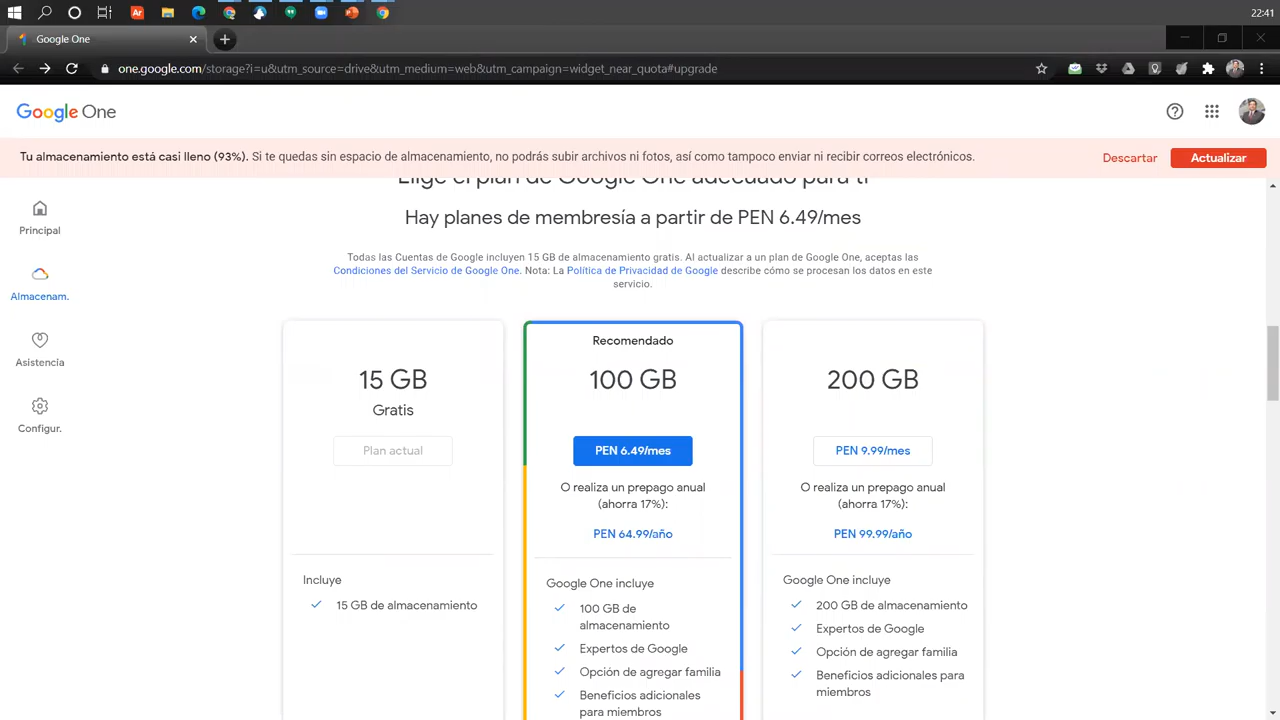 22:41
Google One
one.google.com/storage?i=u&utm_source=drive&utm_medium=web&utm_campaign=widget_near_quota#upgrade
Google One
Tu almacenamiento está casi lleno (93%). Si te quedas sin espacio de almacenamiento, no podrás subir archivos ni fotos, así como tampoco enviar ni recibir correos electrónicos.
Descartar
Actualizar
Elige el plan de Google One adecuado para ti
Hay planes de membresía a partir de PEN 6.49/mes
Todas las Cuentas de Google incluyen 15 GB de almacenamiento gratis. Al actualizar a un plan de Google One, aceptas las
Condiciones del Servicio de Google One. Nota: La Política de Privacidad de Google describe cómo se procesan los datos en este
servicio.
Principal
Almacenam.
Asistencia
Configur.
15 GB
Gratis
Plan actual
Incluye
15 GB de almacenamiento
Recomendado
100 GB
PEN 6.49/mes
O realiza un prepago anual
(ahorra 17%):
PEN 64.99/año
Google One incluye
100 GB de
almacenamiento
Expertos de Google
Opción de agregar familia
Beneficios adicionales
para miembros
200 GB
PEN 9.99/mes
O realiza un prepago anual
(ahorra 17%):
PEN 99.99/año
Google One incluye
200 GB de almacenamiento
Expertos de Google
Opción de agregar familia
Beneficios adicionales para
miembros